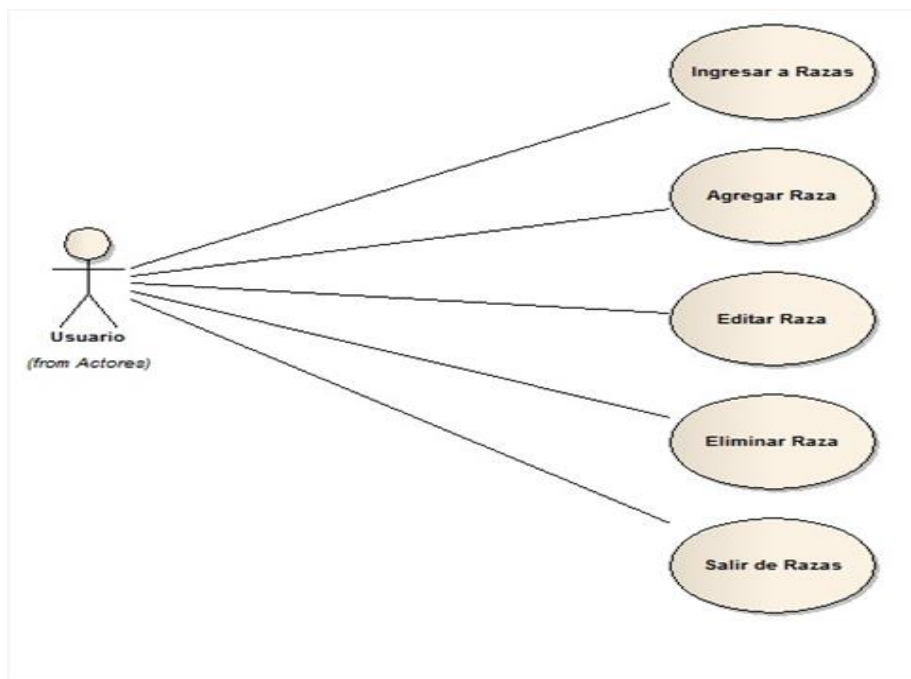 Ingresar a Razas
Agregar Raza
Editar Raza
Usuario
(from Actores)
Eliminar Raza
Salir de Razas